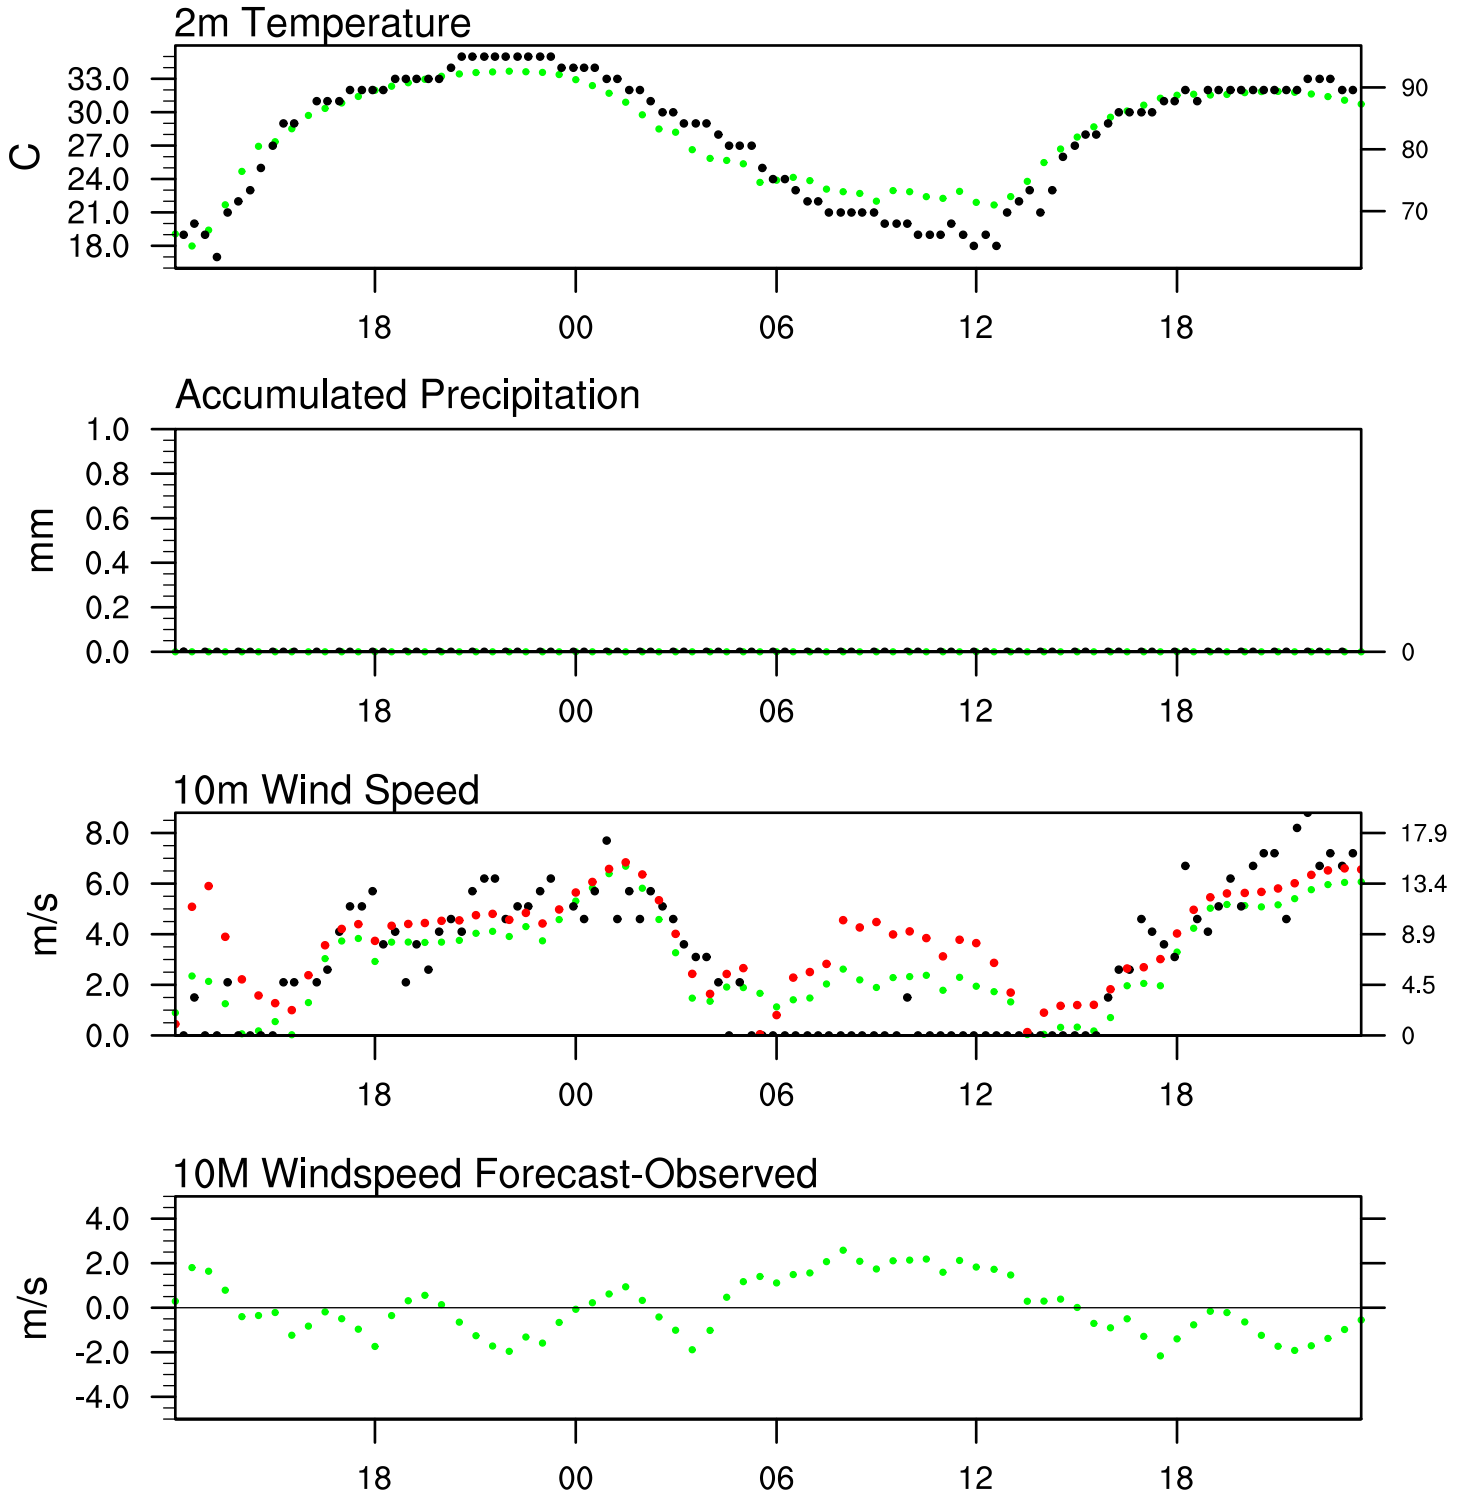 2m Temperature
33.0
30.0
27.0
24.0
21.0
18.0
C
90
80
70
18 00 06 12 18
Accumulated Precipitation
1.0
0.8
0.6
0.4
0.2
0.0
mm
0
18 00 06 12 18
10m Wind Speed
8.0
6.0
4.0
2.0
0.0
m/s
17.9
13.4
8.9
4.5
0
18 00 06 12 18
10M Windspeed Forecast-Observed
4.0
2.0
0.0
-2.0
-4.0
m/s
18 00 06 12 18